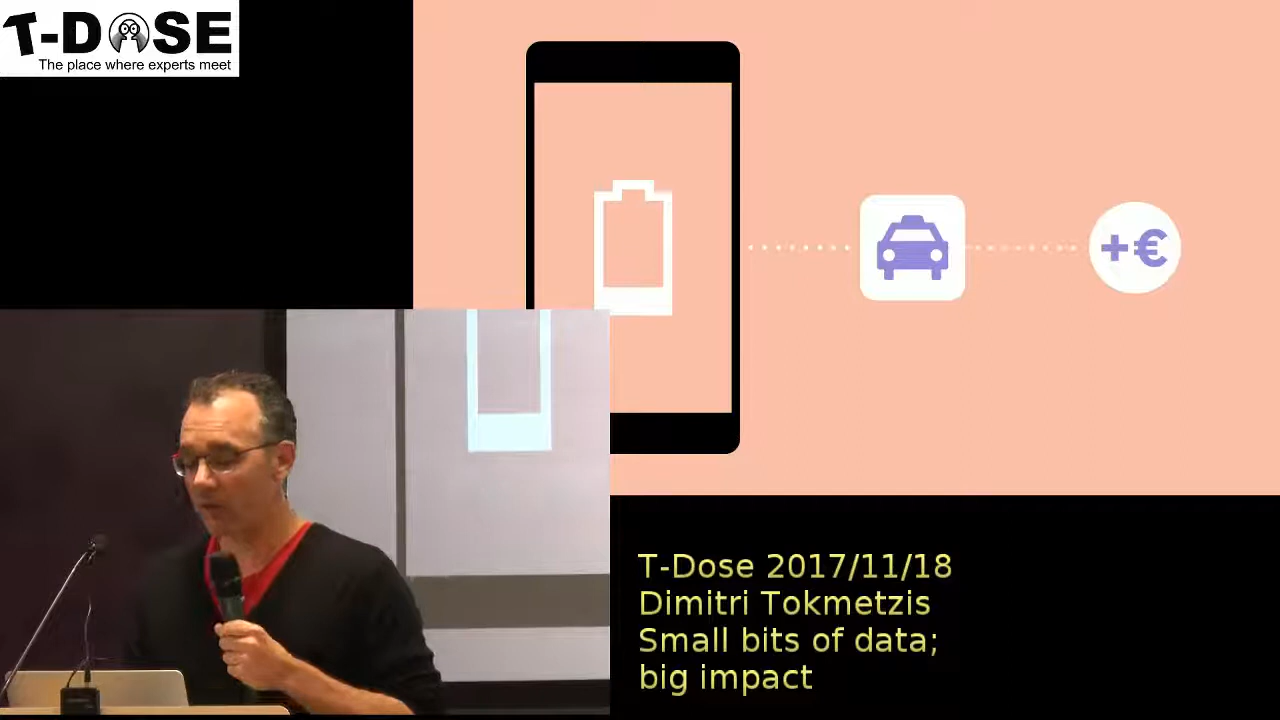 T-DOSE
The place where experts meet
+€
T-Dose 2017/11/18
Dimitri Tokmetzis
Small bits of data;
big impact